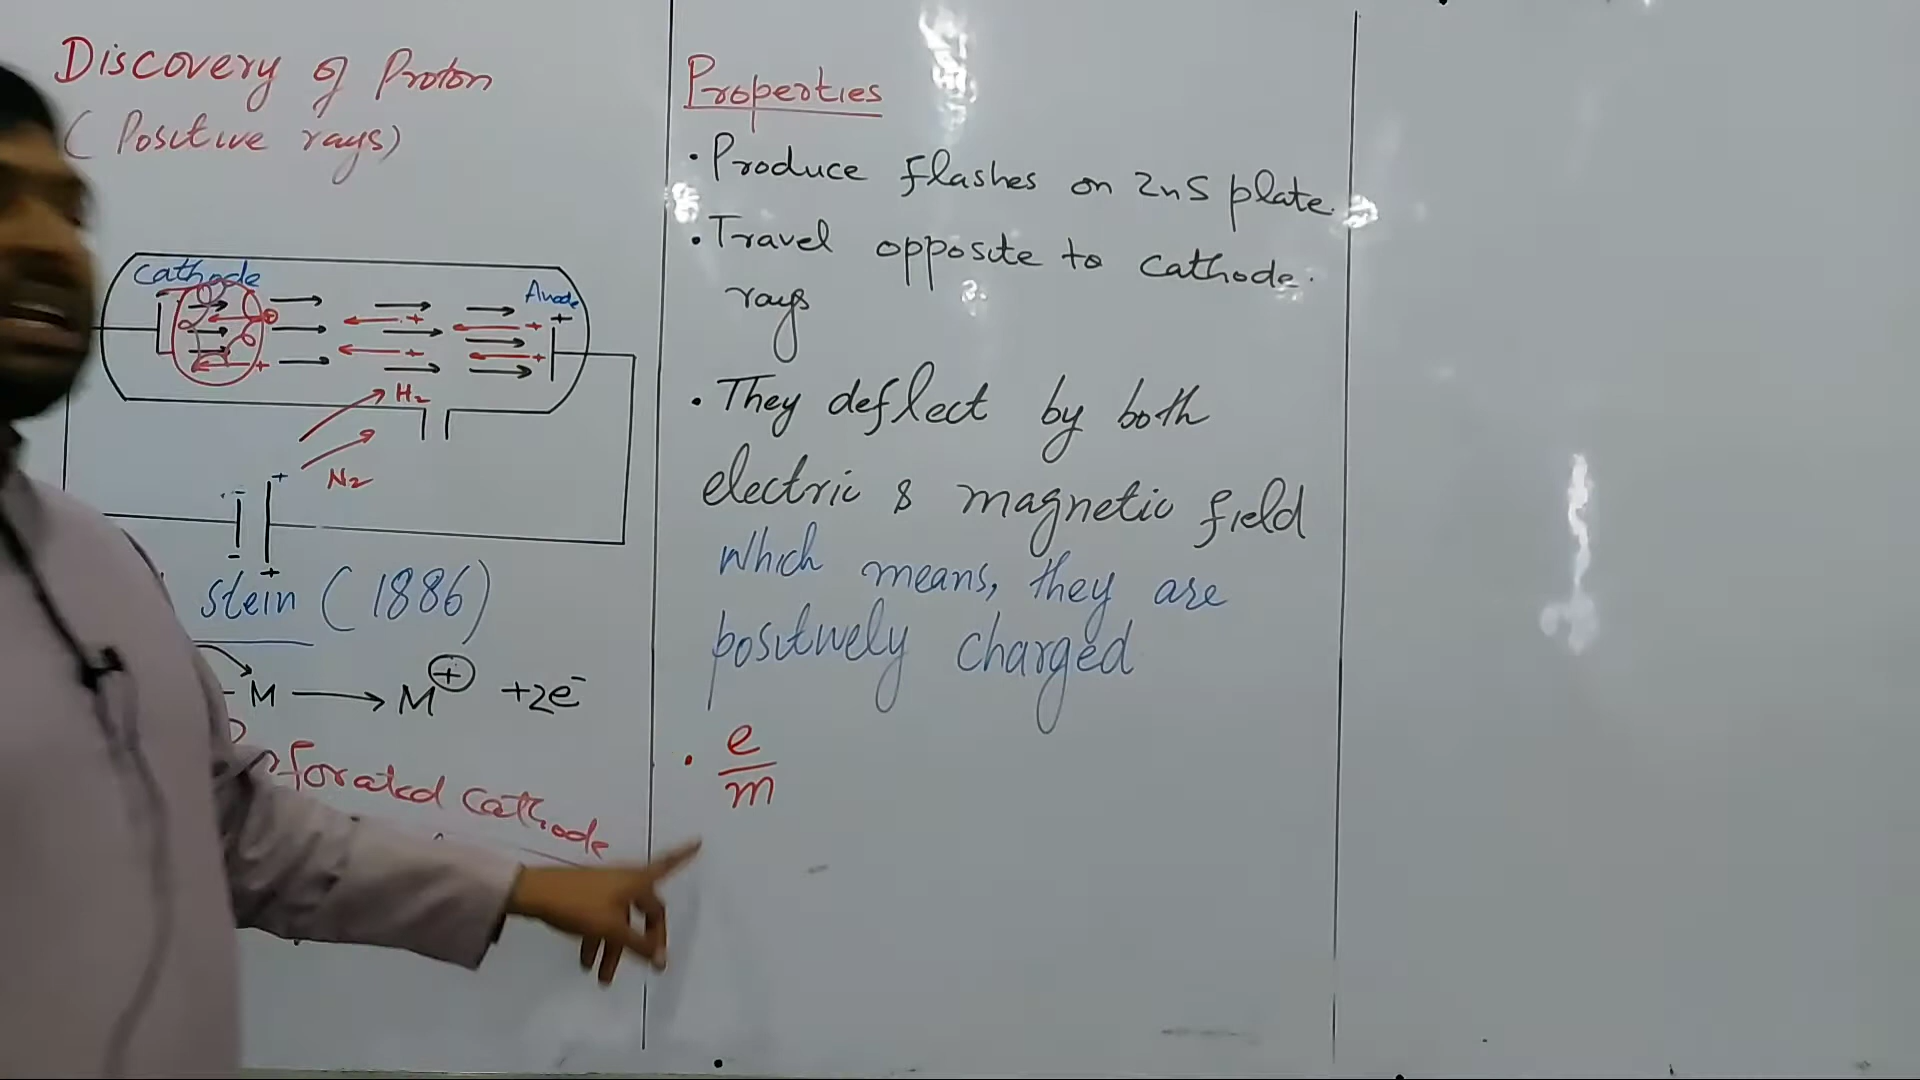 Discovery of Proton
(Positive rays)
Cathode
Anode
+
H2
N2
- +
- +
stein (1886)
M → M⊕ +2e⁻
forated cathode
Properties
• Produce flashes on ZnS plate.
• Travel opposite to cathode.
rays
• They deflect by both
electric & magnetic field
which means, they are
positively charged
• e/m